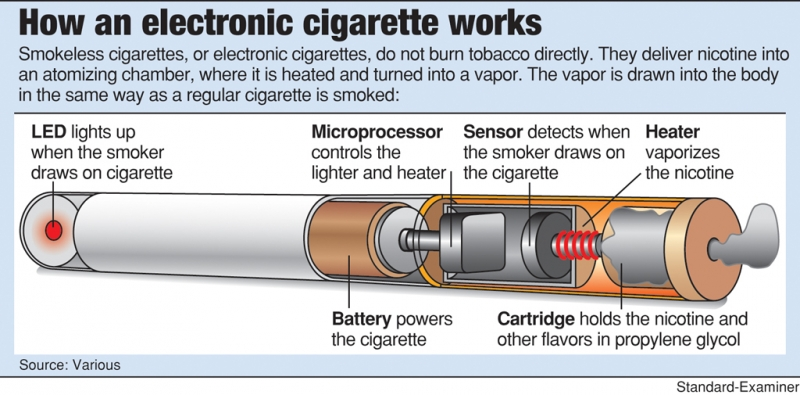 How an electronic cigarette works
Smokeless cigarettes, or electronic cigarettes, do not burn tobacco directly. They deliver nicotine into
an atomizing chamber, where it is heated and turned into a vapor. The vapor is drawn into the body
in the same way as a regular cigarette is smoked:
LED lights up
when the smoker
draws on cigarette
Microprocessor
controls the
lighter and heater
Sensor detects when
the smoker draws on
the cigarette
Heater
vaporizes
the nicotine
Battery powers
the cigarette
Cartridge holds the nicotine and
other flavors in propylene glycol
Source: Various
Standard-Examiner